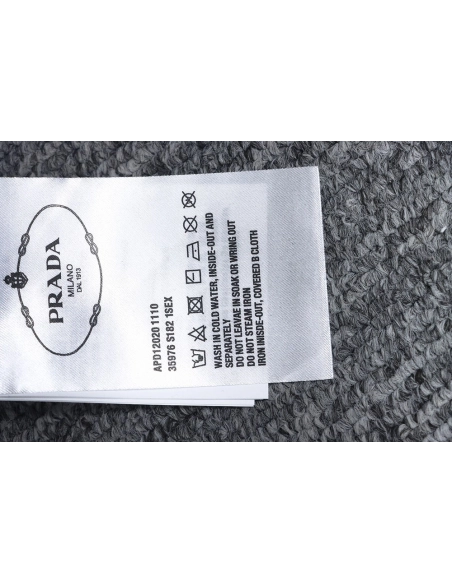 PRADA
MILANO
DAL 1913
APD12020 1110
35976 S182 1SEX
WASH IN COLD WATER, INSIDE-OUT AND
SEPARATELY
DO NOT LEAVINE IN SOAK OR WRING OUT
DO NOT STEAM IRON
IRON INSIDE-OUT, COVERED B CLOTH